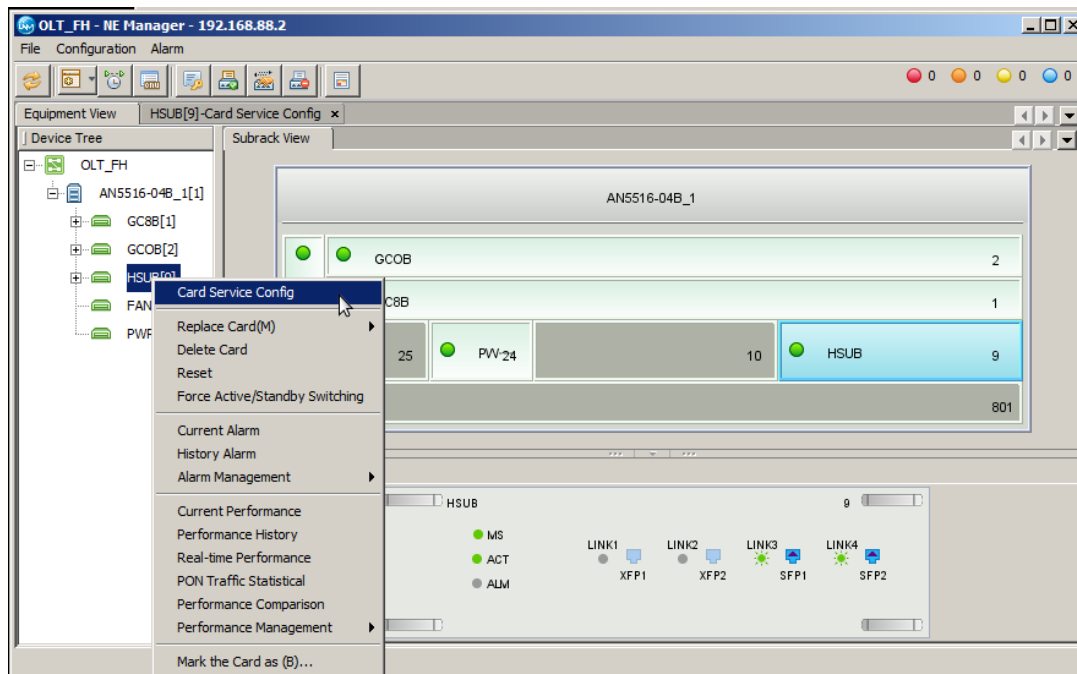 OLT_FH - NE Manager - 192.168.88.2
File Configuration Alarm
0 0 0 0
Equipment View HSUB[9]-Card Service Config
Device Tree
Subrack View
OLT_FH
AN5516-04B_1[1]
GC8B[1]
GCOB[2]
HSUB[9]
FAN
PWR
Card Service Config
Replace Card(M)
Delete Card
Reset
Force Active/Standby Switching
Current Alarm
History Alarm
Alarm Management
Current Performance
Performance History
Real-time Performance
PON Traffic Statistical
Performance Comparison
Performance Management
Mark the Card as (B)...
AN5516-04B_1
GCOB 2
C8B 1
25 PW-24 10 HSUB 9
801
HSUB 9
MS
ACT
ALM
LINK1 LINK2 LINK3 LINK4
XFP1 XFP2 SFP1 SFP2